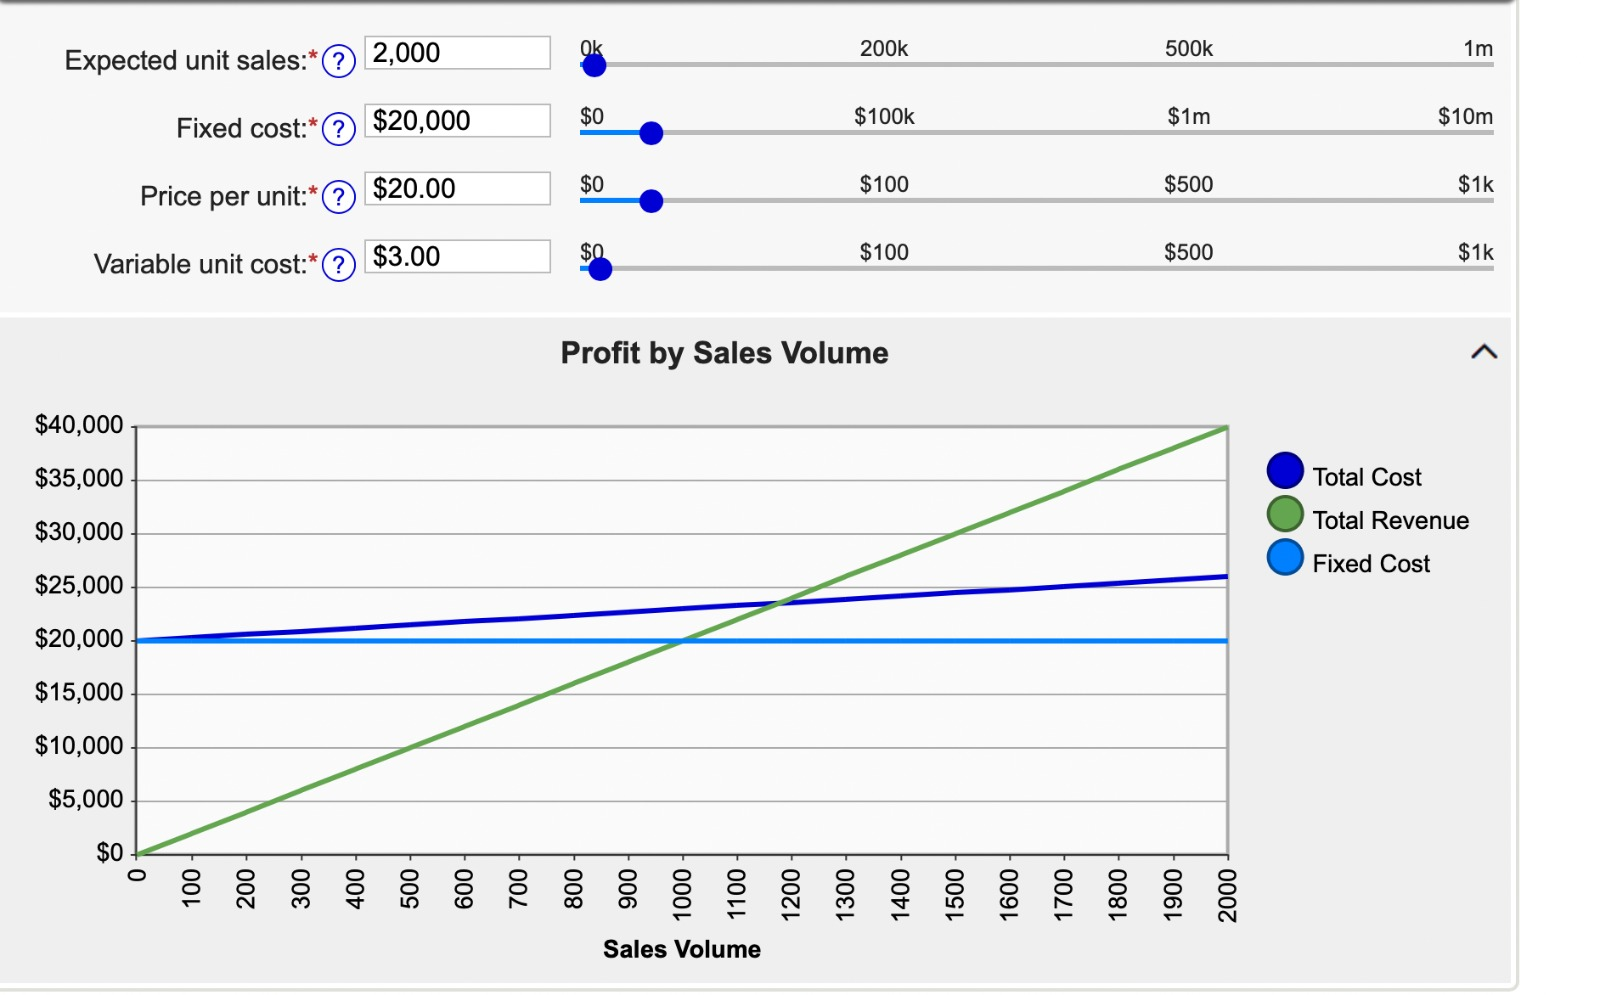 Expected unit sales:* ? 2,000 0k 200k 500k 1m
Fixed cost:* ? $20,000 $0 $100k $1m $10m
Price per unit:* ? $20.00 $0 $100 $500 $1k
Variable unit cost:* ? $3.00 $0 $100 $500 $1k
Profit by Sales Volume
$40,000
$35,000
$30,000
$25,000
$20,000
$15,000
$10,000
$5,000
$0
Total Cost
Total Revenue
Fixed Cost
0 100 200 300 400 500 600 700 800 900 1000 1100 1200 1300 1400 1500 1600 1700 1800 1900 2000
Sales Volume